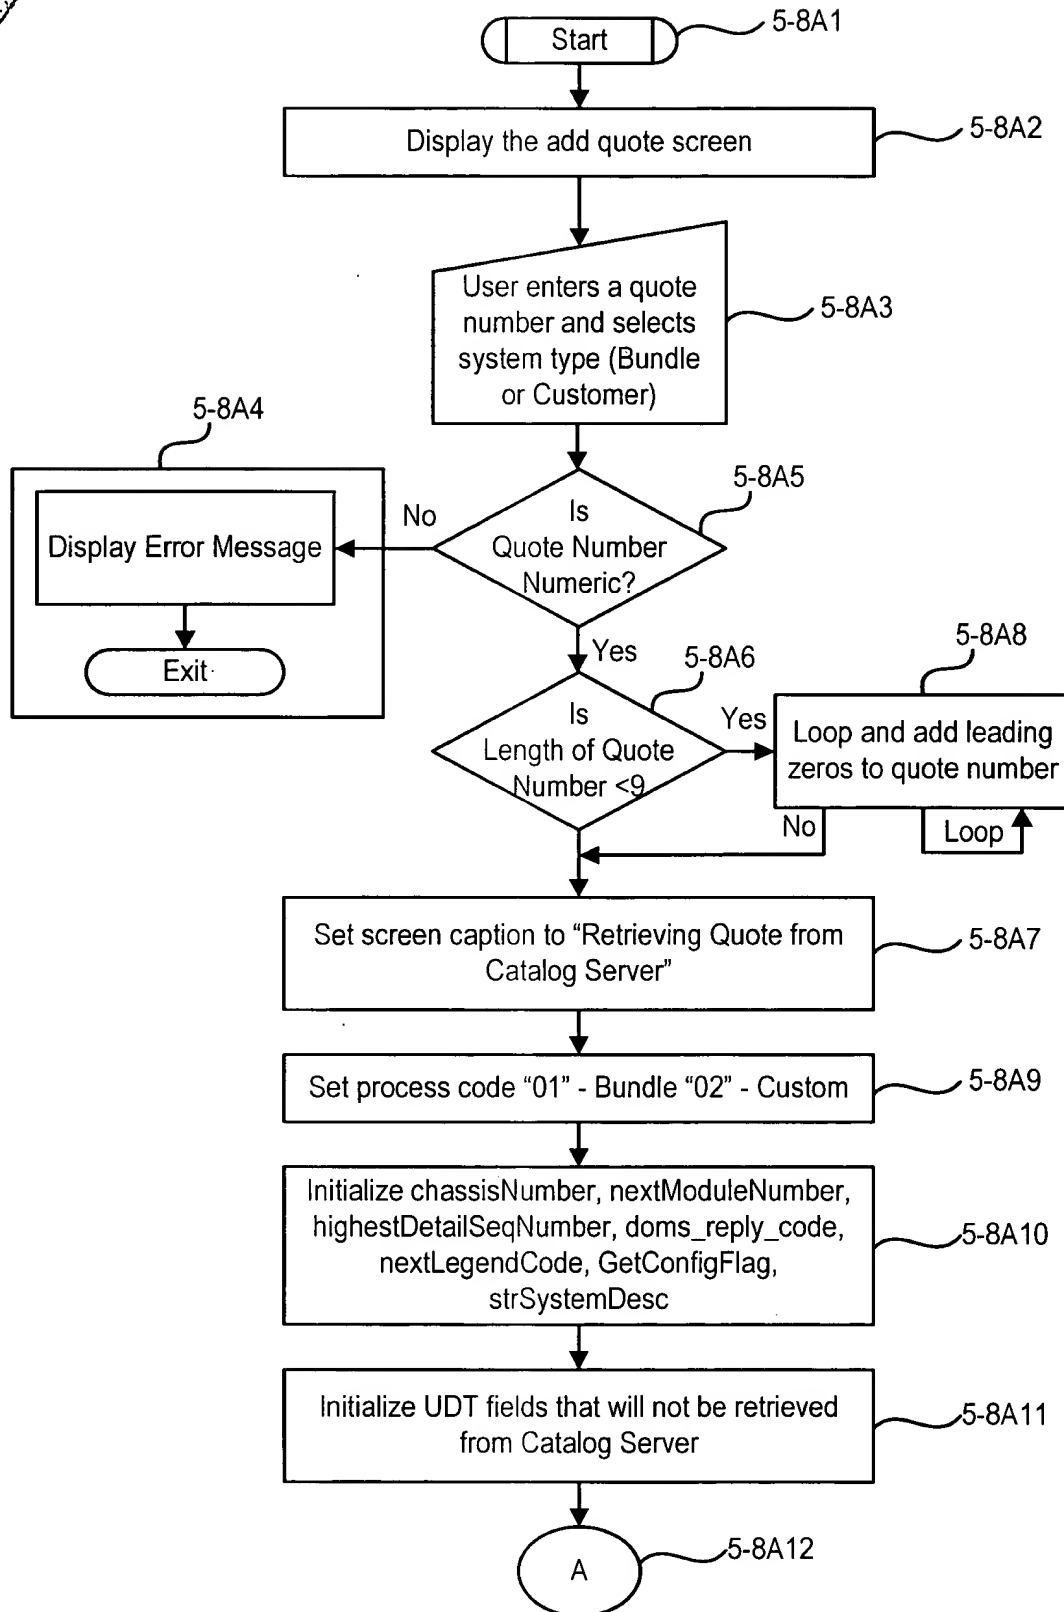 Start
5-8A1
Display the add quote screen
5-8A2
User enters a quote
number and selects
system type (Bundle
or Customer)
5-8A3
5-8A4
Display Error Message
Exit
No
Is
Quote Number
Numeric?
5-8A5
Yes
Is
Length of Quote
Number <9
5-8A6
Yes
5-8A8
Loop and add leading
zeros to quote number
No
Loop
Set screen caption to “Retrieving Quote from
Catalog Server”
5-8A7
Set process code “01” - Bundle “02” - Custom
5-8A9
Initialize chassisNumber, nextModuleNumber,
highestDetailSeqNumber, doms_reply_code,
nextLegendCode, GetConfigFlag,
strSystemDesc
5-8A10
Initialize UDT fields that will not be retrieved
from Catalog Server
5-8A11
A
5-8A12